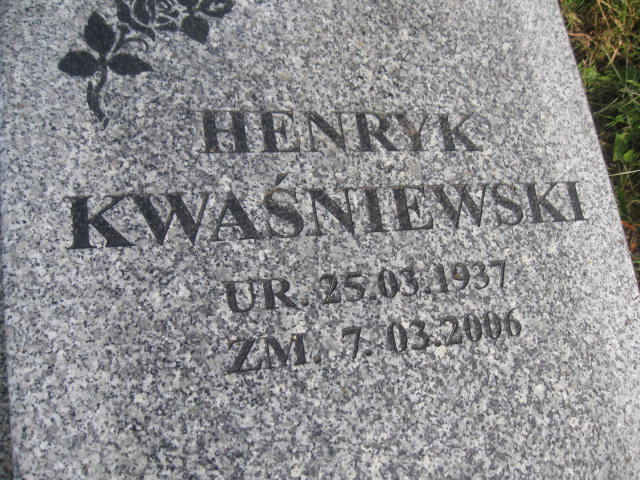 HENRYK
KWAŚNIEWSKI
UR. 25.03.1937
ZM. 7. 03.2006